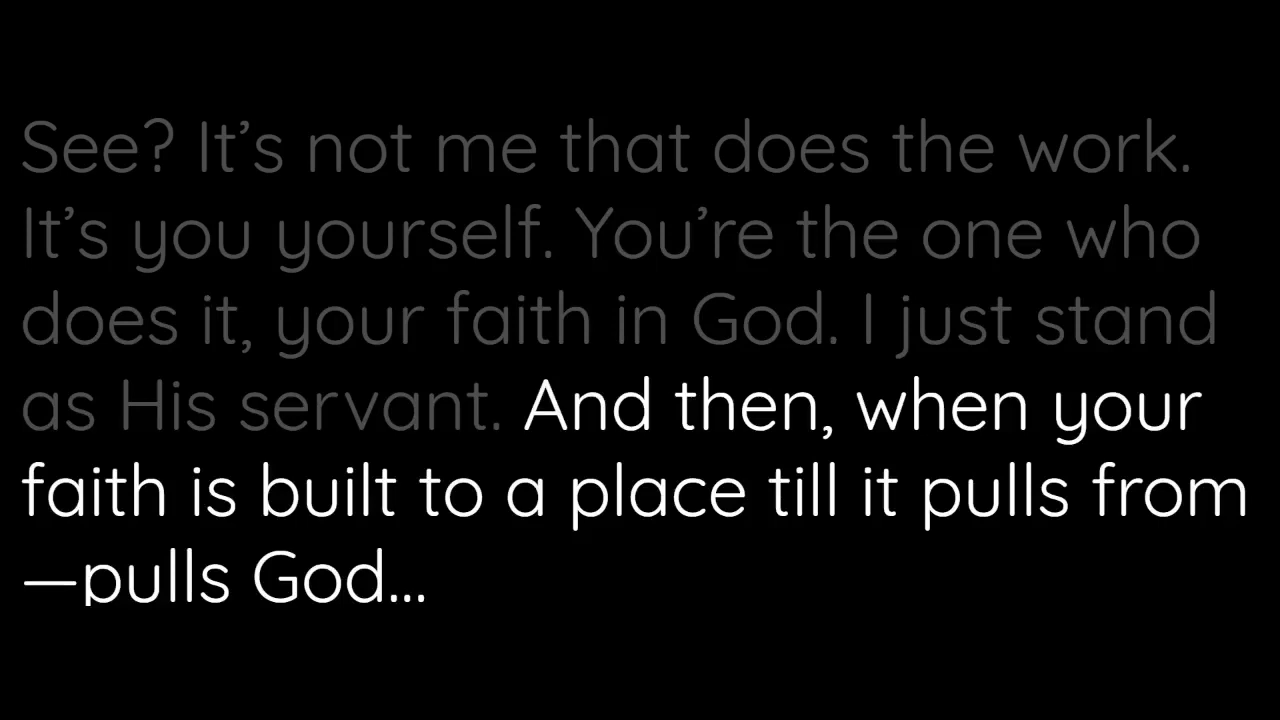 See? It’s not me that does the work.
It’s you yourself. You’re the one who
does it, your faith in God. I just stand
as His servant. And then, when your
faith is built to a place till it pulls from
—pulls God...